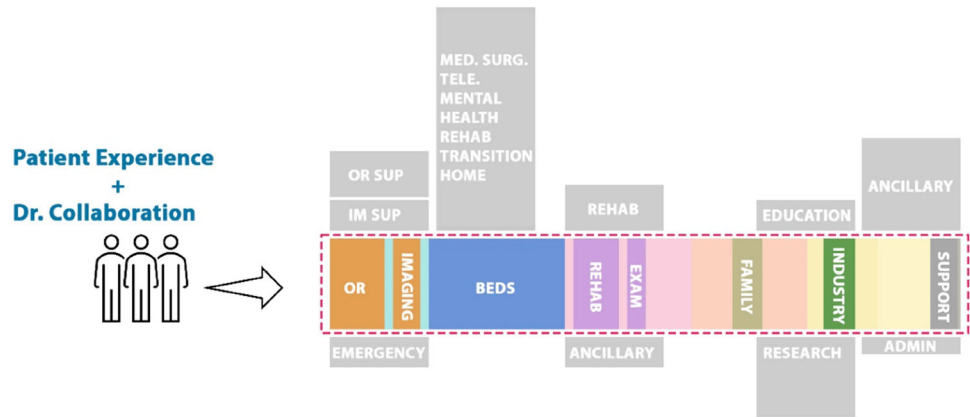 Patient Experience
+
Dr. Collaboration
MED. SURG.
TELE.
MENTAL
HEALTH
REHAB
TRANSITION
HOME
OR SUP
IM SUP
REHAB
EDUCATION
ANCILLARY
OR
IMAGING
BEDS
REHAB
EXAM
FAMILY
INDUSTRY
SUPPORT
EMERGENCY
ANCILLARY
RESEARCH
ADMIN